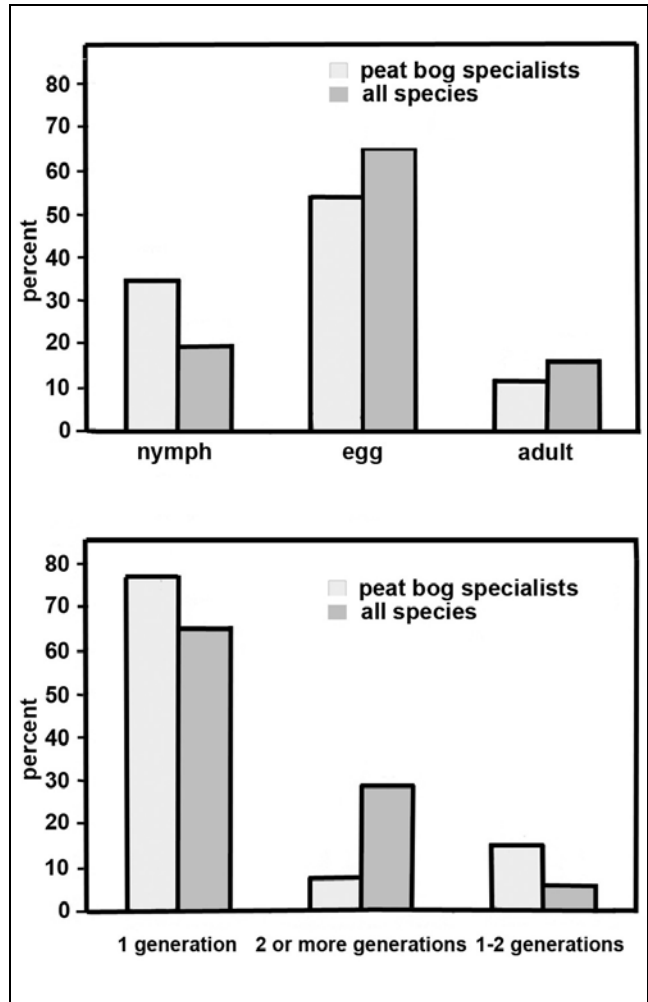 peat bog specialists
all species
percent
80
70
60
50
40
30
20
10
0
nymph egg adult
peat bog specialists
all species
percent
80
70
60
50
40
30
20
10
0
1 generation 2 or more generations 1-2 generations